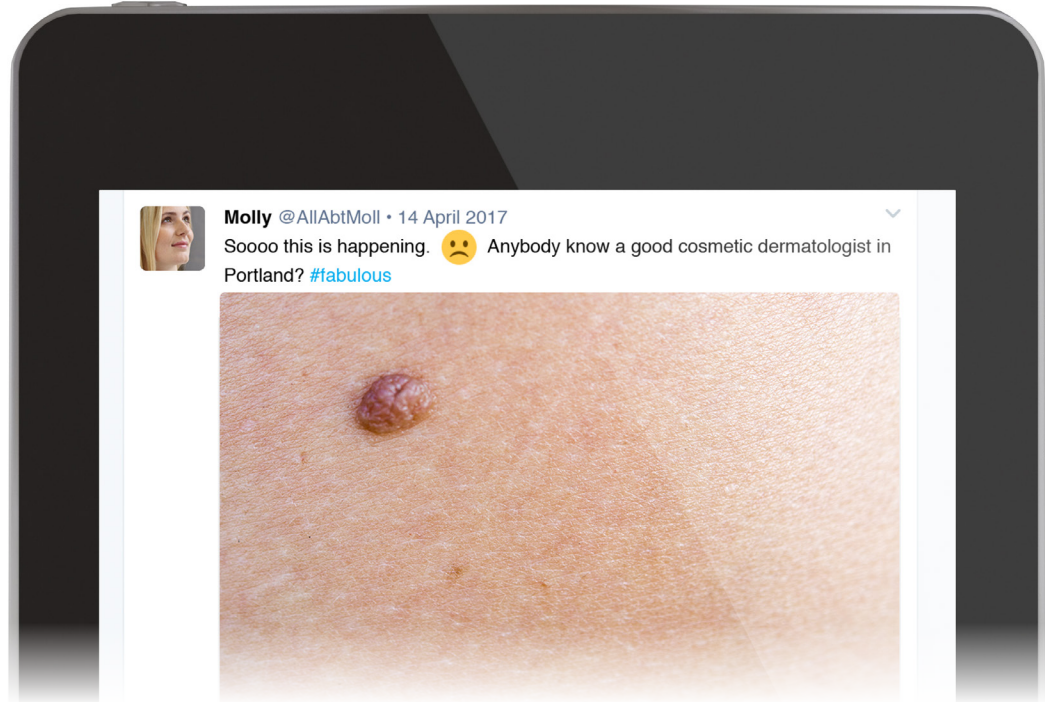 Molly @AllAbtMoll • 14 April 2017
Soooo this is happening. ☹️ Anybody know a good cosmetic dermatologist in
Portland? #fabulous